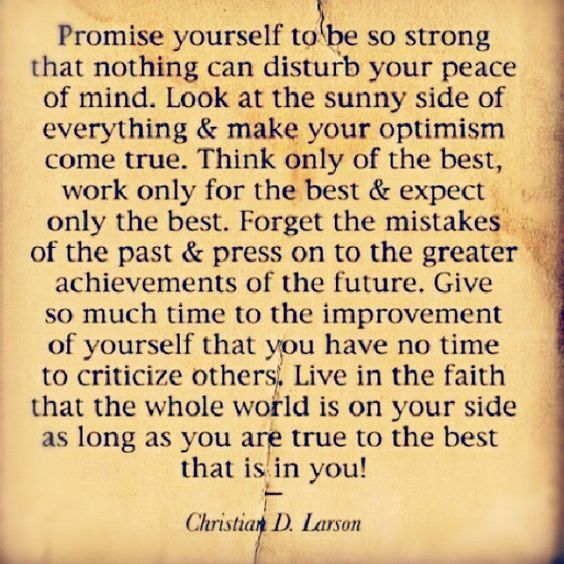 Promise yourself to be so strong
that nothing can disturb your peace
of mind. Look at the sunny side of
everything & make your optimism
come true. Think only of the best,
work only for the best & expect
only the best. Forget the mistakes
of the past & press on to the greater
achievements of the future. Give
so much time to the improvement
of yourself that you have no time
to criticize others. Live in the faith
that the whole world is on your side
as long as you are true to the best
that is in you!
–
Christian D. Larson